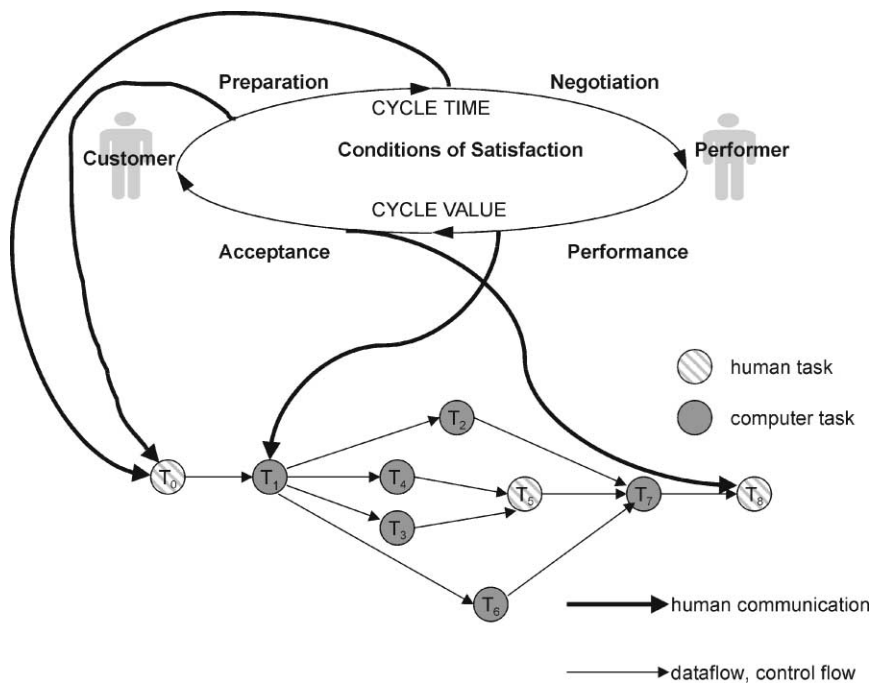 Preparation
Negotiation
CYCLE TIME
Customer
Conditions of Satisfaction
Performer
CYCLE VALUE
Acceptance
Performance
human task
computer task
T2
T0
T1
T4
T5
T7
T8
T3
T6
human communication
dataflow, control flow